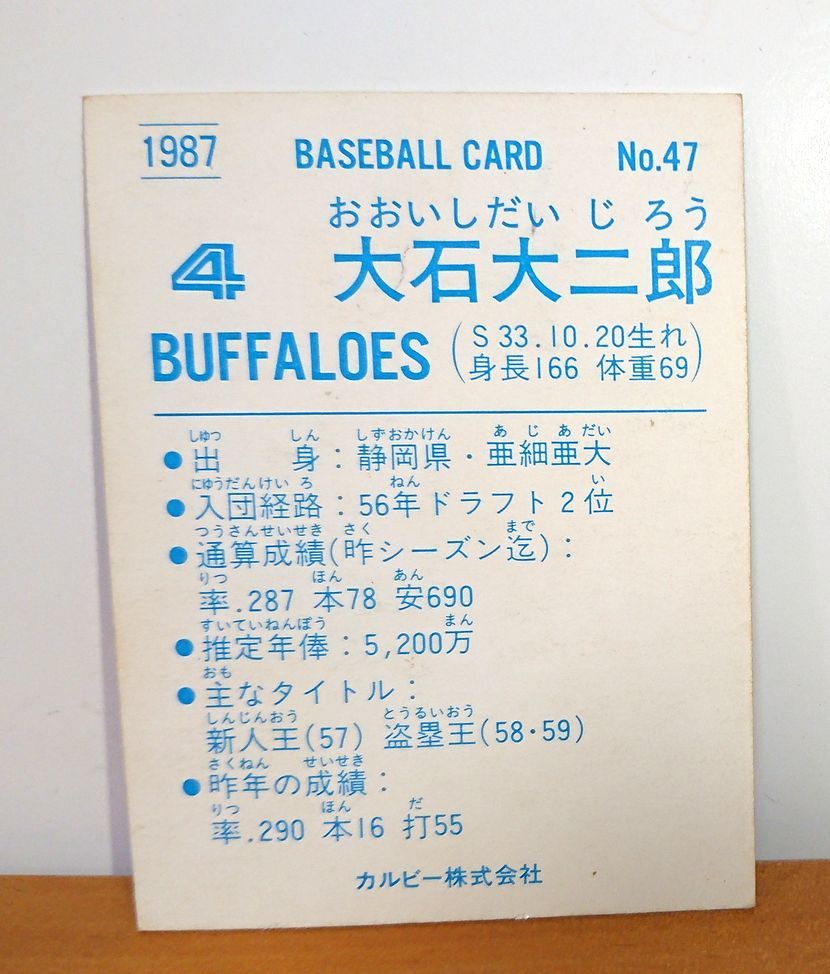 1987 BASEBALL CARD No.47
おおいしだいじろう
4 大石大二郎
BUFFALOES (S33.10.20生れ
身長166 体重69)
しゅつ しん しずおかけん あじあだい
●出 身:静岡県・亜細亜大
にゅうだんけいろ ねん い
●入団経路:56年ドラフト2位
つうさんせいせき さく まで
●通算成績(昨シーズン迄):
りつ ほん あん
率.287 本78 安690
すいていねんぽう まん
●推定年俸:5,200万
おも
●主なタイトル:
しんじんおう とうるいおう
新人王(57) 盗塁王(58・59)
さくねん せいせき
●昨年の成績:
りつ ほん だ
率.290 本16 打55
カルビー株式会社